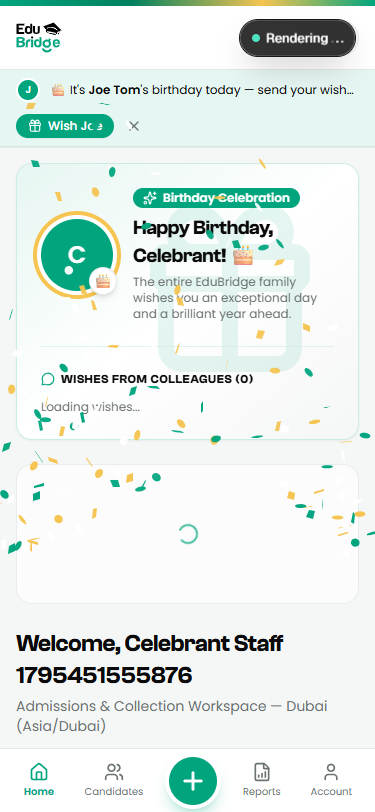 Edu
Bridge
Rendering ...
J
It's Joe Tom's birthday today — send your wish...
Wish Joe
Birthday Celebration
Happy Birthday,
Celebrant!
C
The entire EduBridge family
wishes you an exceptional day
and a brilliant year ahead.
WISHES FROM COLLEAGUES (0)
Loading wishes...
Welcome, Celebrant Staff
1795451555876
Admissions & Collection Workspace — Dubai
(Asia/Dubai)
Home
Candidates
Reports
Account